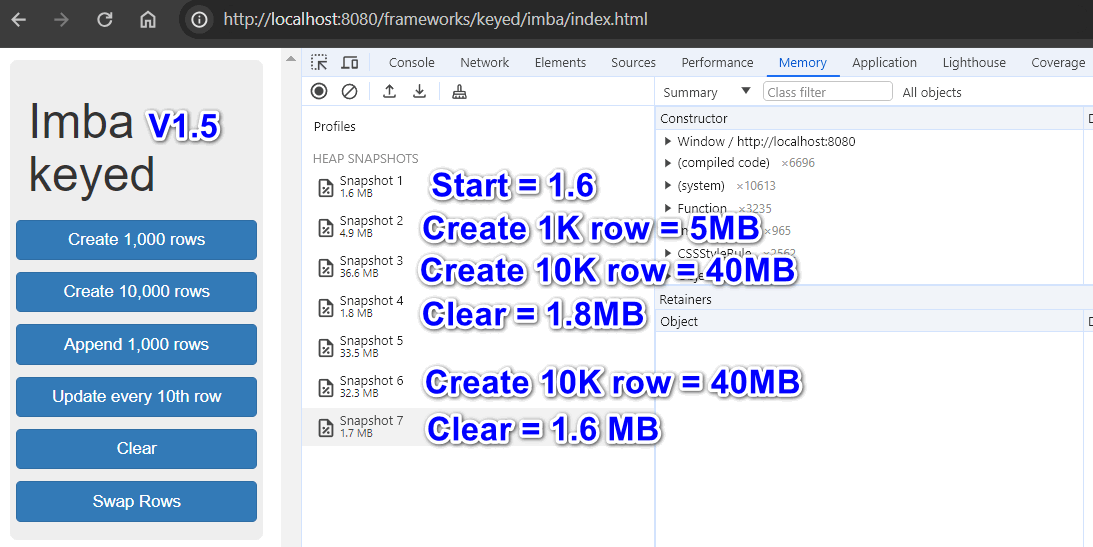 http://localhost:8080/frameworks/keyed/imba/index.html
Console Network Elements Sources Performance Memory Application Lighthouse Coverage
Summary ▼ Class filter All objects
Imba V1.5
keyed
Create 1,000 rows
Create 10,000 rows
Append 1,000 rows
Update every 10th row
Clear
Swap Rows
Profiles
HEAP SNAPSHOTS
Snapshot 1
1.6 MB
Start = 1.6
Snapshot 2
4.9 MB
Create 1K row = 5MB
Snapshot 3
36.6 MB
Create 10K row = 40MB
Snapshot 4
1.8 MB
Clear = 1.8MB
Snapshot 5
33.5 MB
Snapshot 6
32.3 MB
Create 10K row = 40MB
Snapshot 7
1.7 MB
Clear = 1.6 MB
Constructor
Window / http://localhost:8080
(compiled code) ×6696
(system) ×10613
Function ×3235
×965
CSSStyleRule ×2562
Retainers
Object